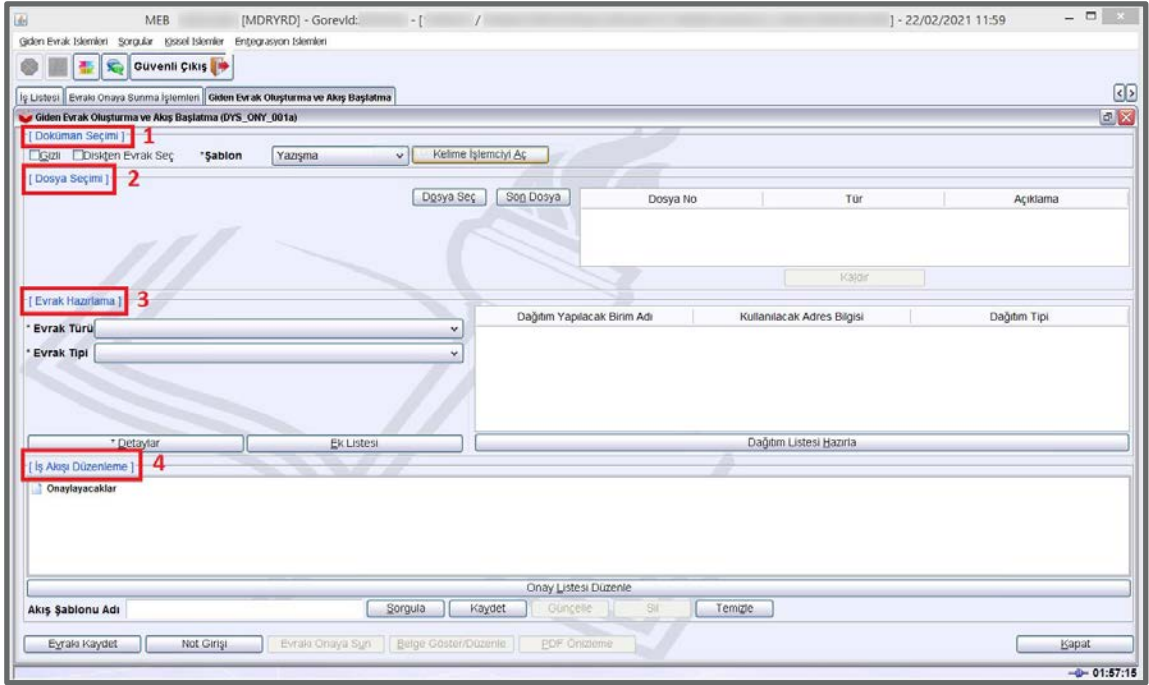 MEB [MDRYRD] - GorevId: - [ / ] - 22/02/2021 11:59
Giden Evrak İslemleri Sorgular Kişisel İslemler Entegrasyon İslemleri
Güvenli Çıkış
İş Listesi Evrakı Onaya Sunma İşlemleri Giden Evrak Oluşturma ve Akış Başlatma
Giden Evrak Oluşturma ve Akış Başlatma (DYS_ONY_001a)
[ Doküman Seçimi ] 1
Gizli Diskten Evrak Seç *Şablon Yazışma Kelime İşlemciyi Aç
[ Dosya Seçimi ] 2
Dosya Seç Son Dosya Dosya No Tür Açıklama
Kaldır
[ Evrak Hazırlama ] 3
Dağıtım Yapılacak Birim Adı Kullanılacak Adres Bilgisi Dağıtım Tipi
* Evrak Türü
* Evrak Tipi
* Detaylar Ek Listesi Dağıtım Listesi Hazırla
[ İş Akışı Düzenleme ] 4
Onaylayacaklar
Onay Listesi Düzenle
Akış Şablonu Adı Sorgula Kaydet Güncelle Sil Temizle
Evrakı Kaydet Not Girişi Evrakı Onaya Sun Belge Göster/Düzenle PDF Önizleme Kapat
01:57:15